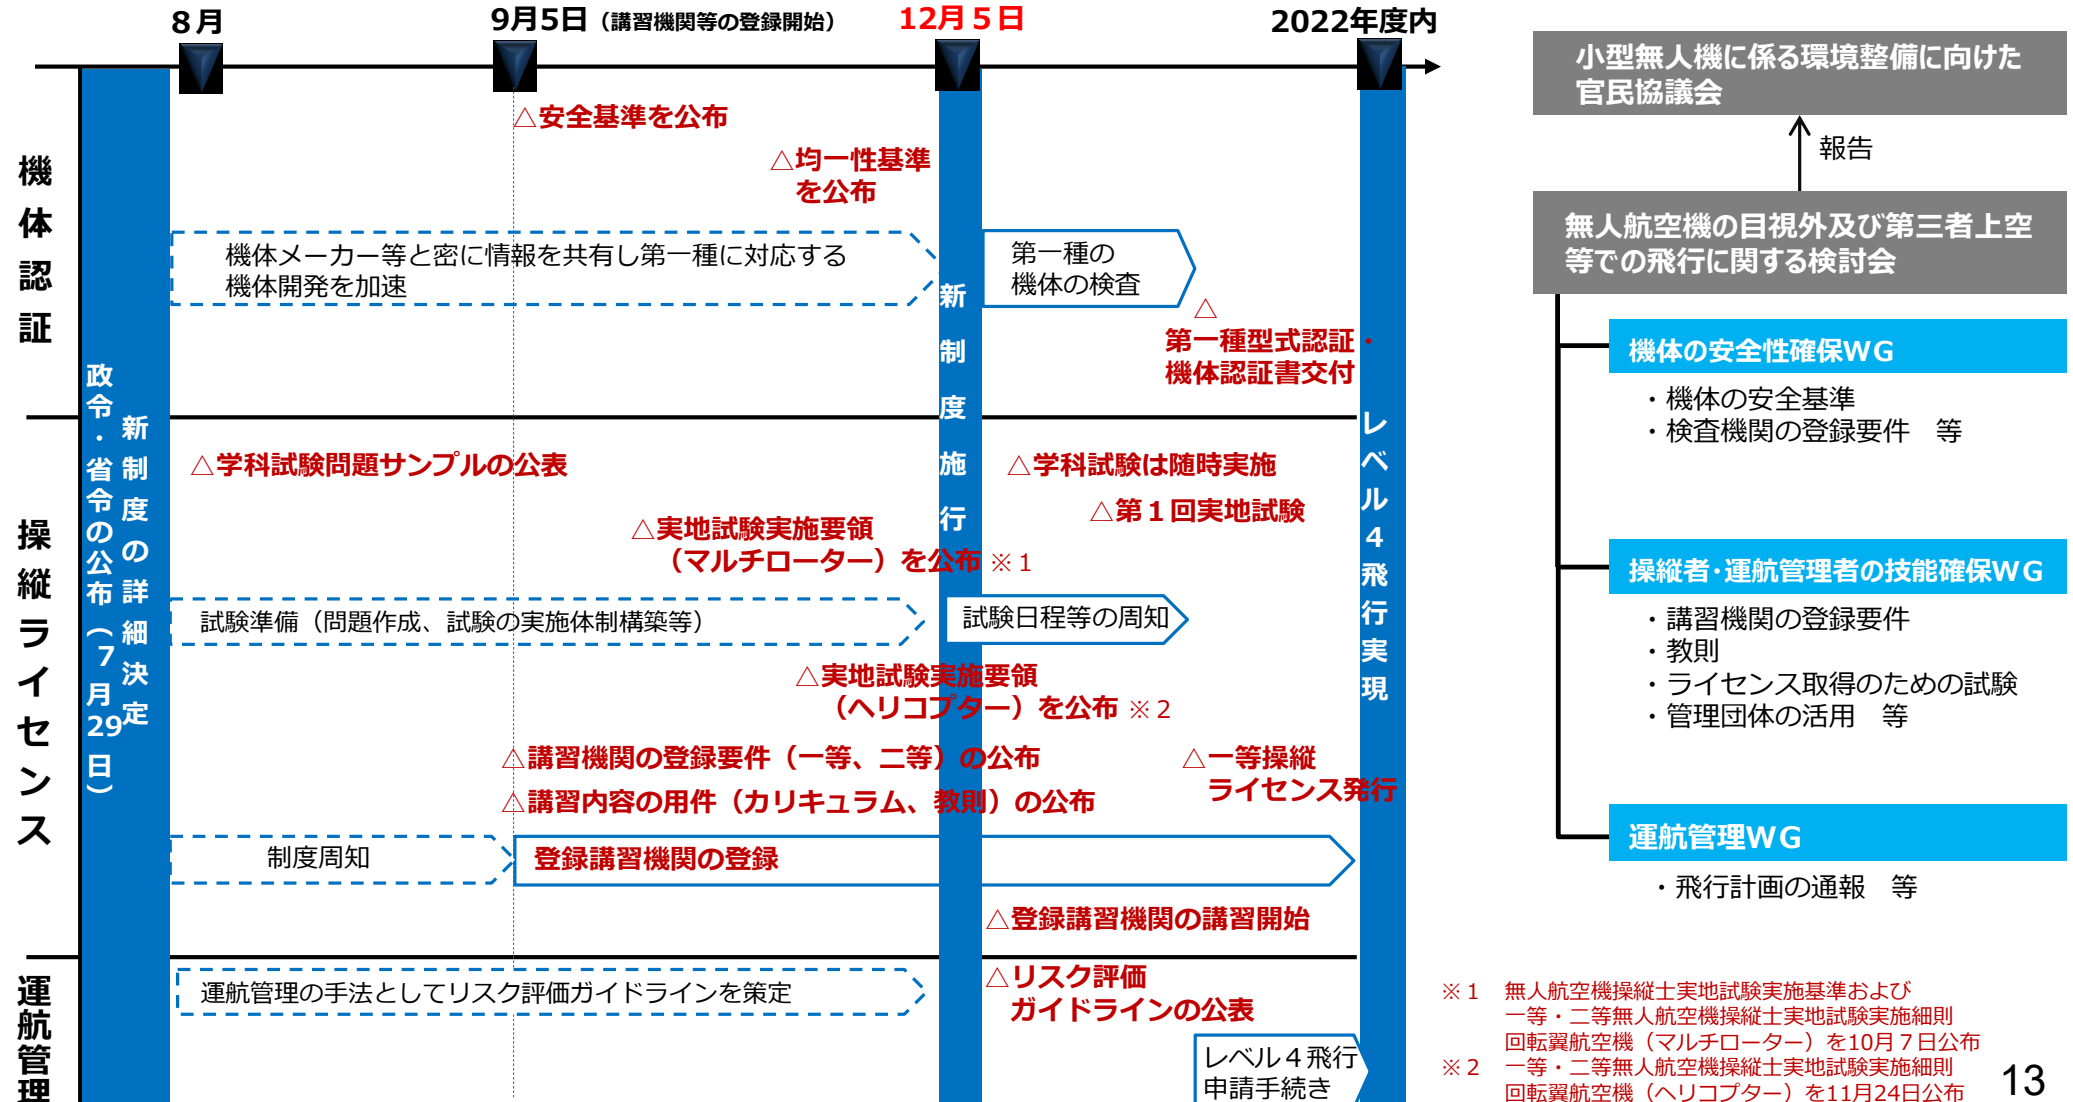 ８月
9月5日（講習機関等の登録開始）
12月５日
2022年度内
機体認証
操縦ライセンス
運航管理
政令・省令の公布（７月29日）
新制度の詳細決定
新制度施行
レベル４飛行実現
△安全基準を公布
△均一性基準
を公布
機体メーカー等と密に情報を共有し第一種に対応する
機体開発を加速
第一種の
機体の検査
△
第一種型式認証・
機体認証書交付
△学科試験問題サンプルの公表
△学科試験は随時実施
△第１回実地試験
△実地試験実施要領
（マルチローター）を公布 ※１
試験準備（問題作成、試験の実施体制構築等）
試験日程等の周知
△実地試験実施要領
（ヘリコプター）を公布 ※２
△講習機関の登録要件（一等、二等）の公布
△講習内容の用件（カリキュラム、教則）の公布
△一等操縦
ライセンス発行
制度周知
登録講習機関の登録
△登録講習機関の講習開始
運航管理の手法としてリスク評価ガイドラインを策定
△リスク評価
ガイドラインの公表
レベル４飛行
申請手続き
小型無人機に係る環境整備に向けた
官民協議会
報告
無人航空機の目視外及び第三者上空
等での飛行に関する検討会
機体の安全性確保WG
・機体の安全基準
・検査機関の登録要件　等
操縦者・運航管理者の技能確保WG
・講習機関の登録要件
・教則
・ライセンス取得のための試験
・管理団体の活用　等
運航管理WG
・飛行計画の通報　等
※１　無人航空機操縦士実地試験実施基準および
一等・二等無人航空機操縦士実地試験実施細則
回転翼航空機（マルチローター）を10月７日公布
※２　一等・二等無人航空機操縦士実地試験実施細則
回転翼航空機（ヘリコプター）を11月24日公布
13